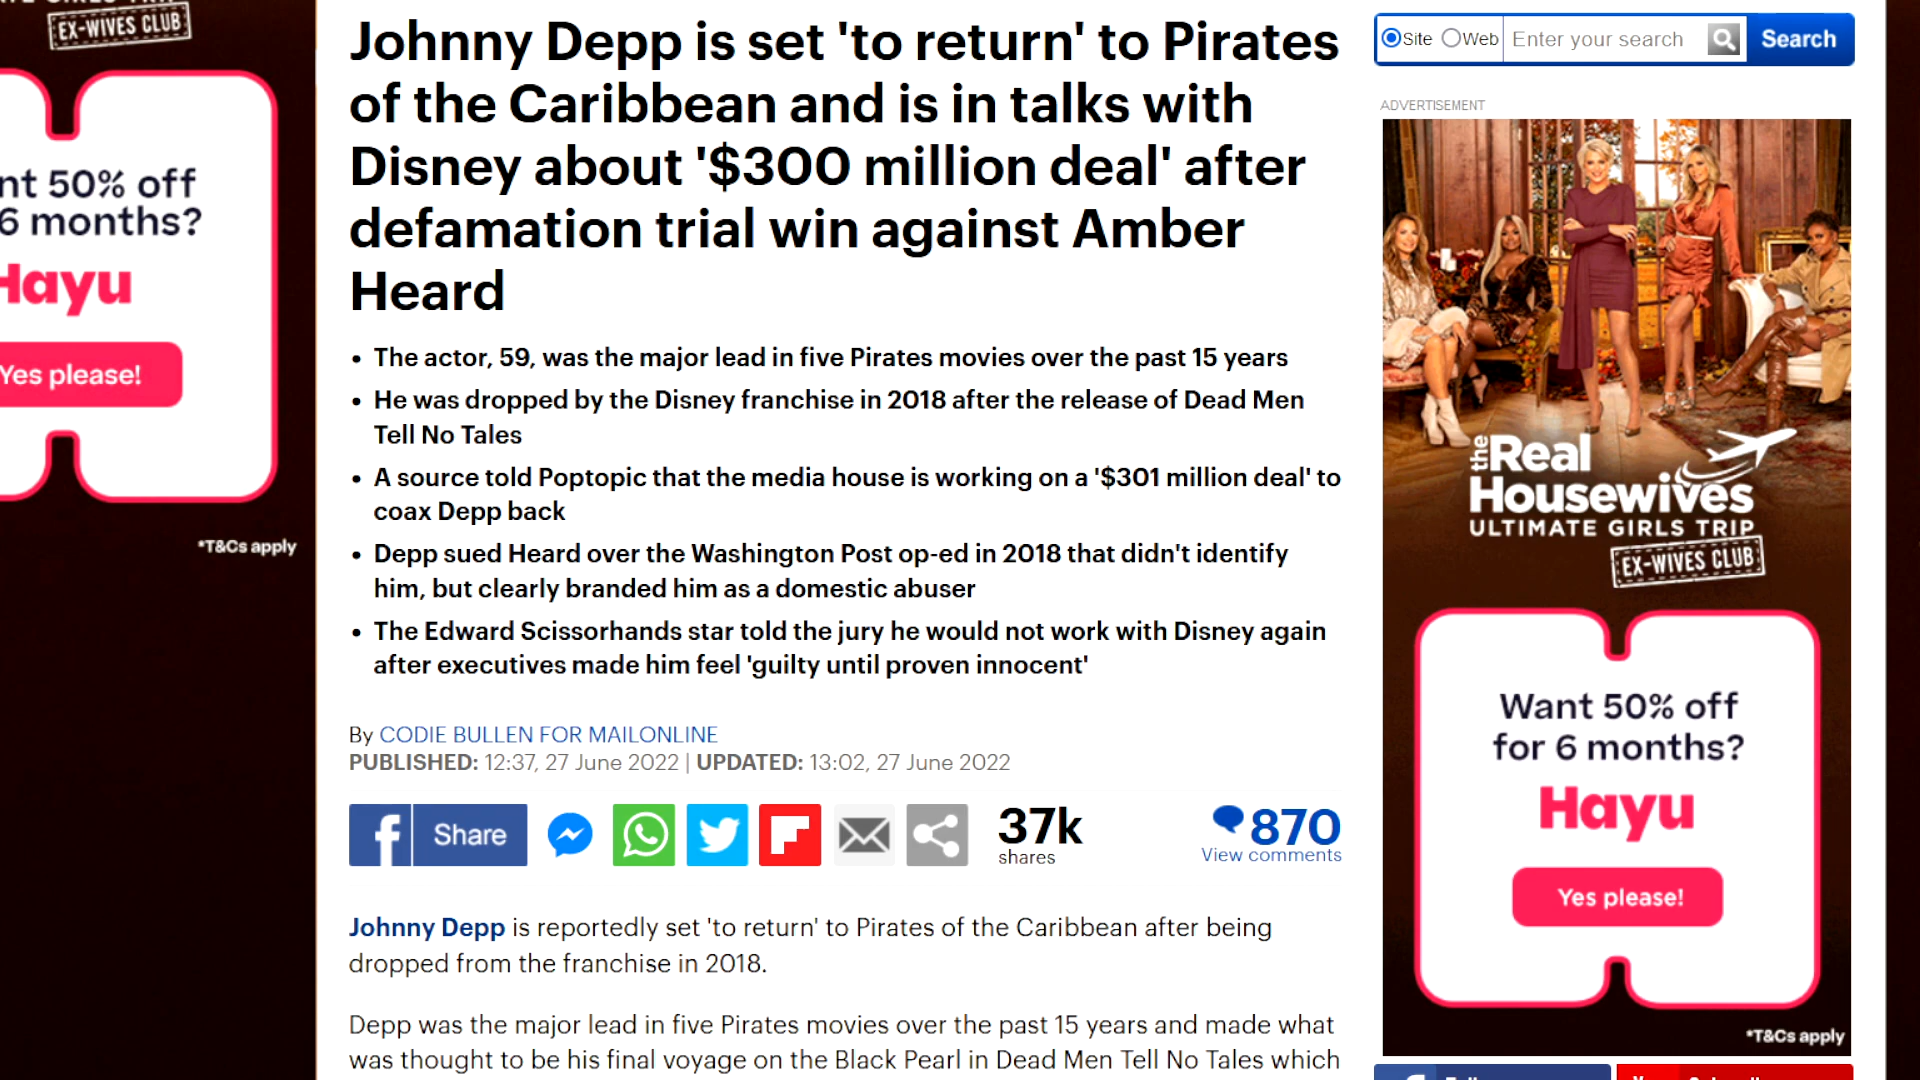 EX-WIVES CLUB
nt 50% off
6 months?
Hayu
Yes please!
*T&Cs apply
Johnny Depp is set 'to return' to Pirates
of the Caribbean and is in talks with
Disney about '$300 million deal' after
defamation trial win against Amber
Heard
• The actor, 59, was the major lead in five Pirates movies over the past 15 years
• He was dropped by the Disney franchise in 2018 after the release of Dead Men
Tell No Tales
• A source told Poptopic that the media house is working on a '$301 million deal' to
coax Depp back
• Depp sued Heard over the Washington Post op-ed in 2018 that didn't identify
him, but clearly branded him as a domestic abuser
• The Edward Scissorhands star told the jury he would not work with Disney again
after executives made him feel 'guilty until proven innocent'
By CODIE BULLEN FOR MAILONLINE
PUBLISHED: 12:37, 27 June 2022 | UPDATED: 13:02, 27 June 2022
Share
37k
shares
870
View comments
Johnny Depp is reportedly set 'to return' to Pirates of the Caribbean after being
dropped from the franchise in 2018.
Depp was the major lead in five Pirates movies over the past 15 years and made what
was thought to be his final voyage on the Black Pearl in Dead Men Tell No Tales which
Site Web Enter your search Search
ADVERTISEMENT
the Real
Housewives
ULTIMATE GIRLS TRIP
EX-WIVES CLUB
Want 50% off
for 6 months?
Hayu
Yes please!
*T&Cs apply